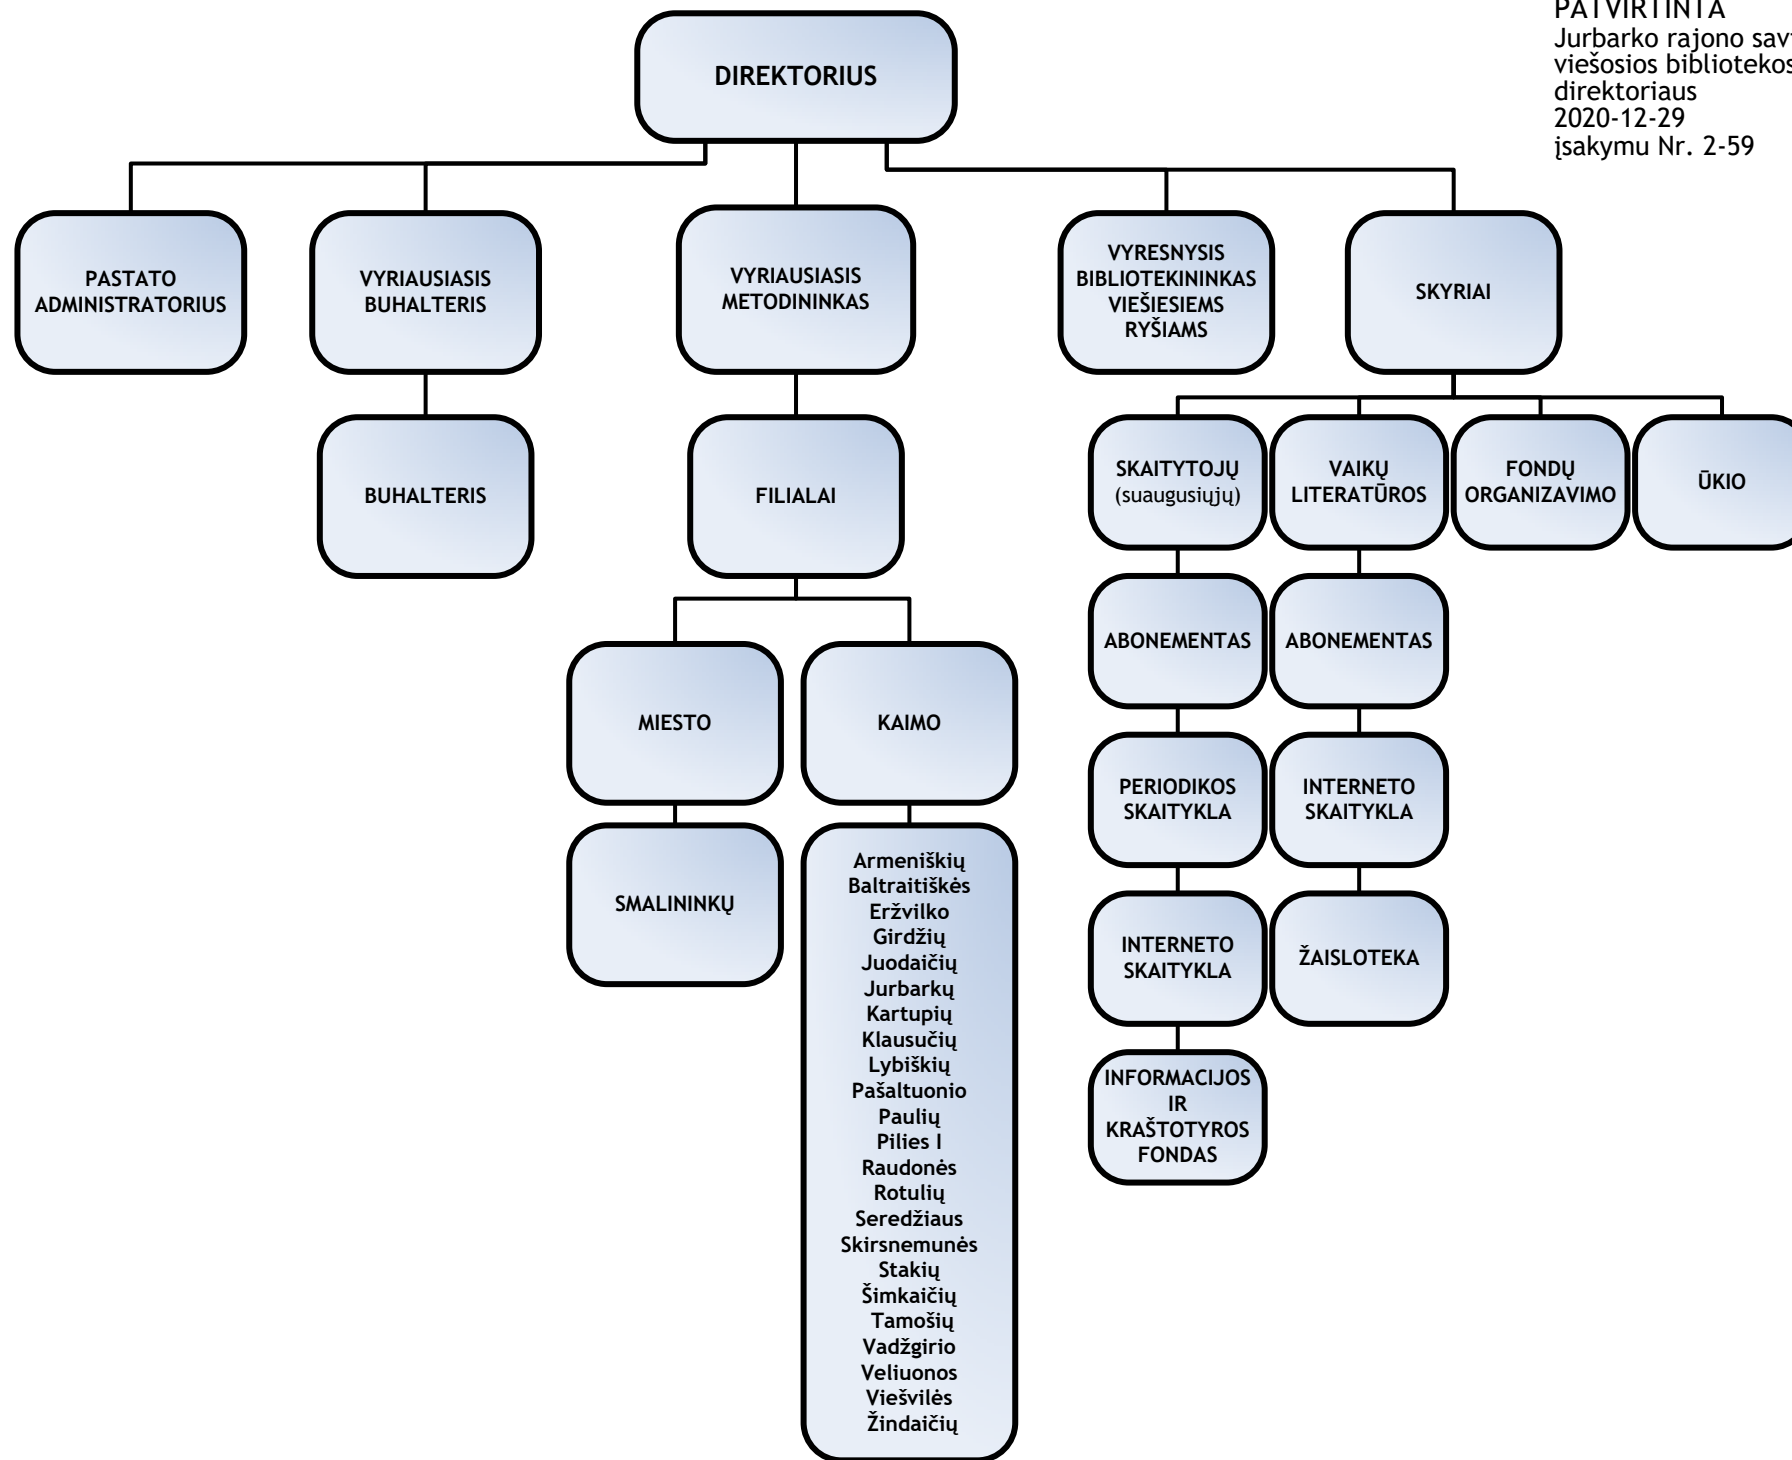 PATVIRTINTA
Jurbarko rajono sav
viešosios bibliotekos
direktoriaus
2020-12-29
įsakymu Nr. 2-59
DIREKTORIUS
PASTATO
ADMINISTRATORIUS
VYRIAUSIASIS
BUHALTERIS
VYRIAUSIASIS
METODININKAS
VYRESNYSIS
BIBLIOTEKININKAS
VIEŠIESIEMS
RYŠIAMS
SKYRIAI
BUHALTERIS
FILIALAI
SKAITYTOJŲ
(suaugusiųjų)
VAIKŲ
LITERATŪROS
FONDŲ
ORGANIZAVIMO
ŪKIO
ABONEMENTAS
ABONEMENTAS
MIESTO
KAIMO
PERIODIKOS
SKAITYKLA
INTERNETO
SKAITYKLA
SMALININKŲ
Armeniškių
Baltraitiškės
Eržvilko
Girdžių
Juodaičių
Jurbarkų
Kartupių
Klausučių
Lybiškių
Pašaltuonio
Paulių
Pilies I
Raudonės
Rotulių
Seredžiaus
Skirsnemunės
Stakių
Šimkaičių
Tamošių
Vadžgirio
Veliuonos
Viešvilės
Žindaičių
INTERNETO
SKAITYKLA
ŽAISLOTEKA
INFORMACIJOS
IR
KRAŠTOTYROS
FONDAS